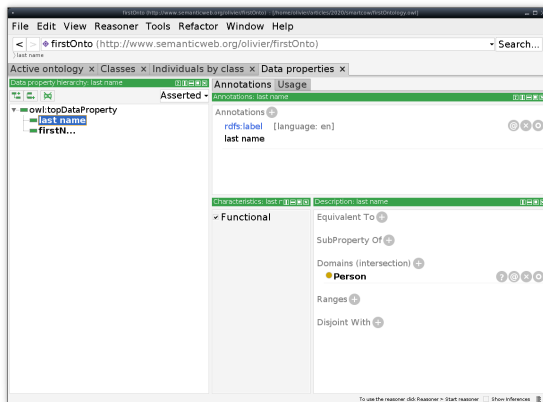 firstOnto (http://www.semanticweb.org/olivier/firstOnto) : [/home/olivier/articles/2020/smartcow/firstOntology.owl]
File Edit View Reasoner Tools Refactor Window Help
< > firstOnto (http://www.semanticweb.org/olivier/firstOnto) Search...
last name
Active ontology × Classes × Individuals by class × Data properties ×
Data property hierarchy: last name
Asserted
owl:topDataProperty
last name
firstN...
Annotations Usage
Annotations: last name
Annotations
rdfs:label [language: en]
last name
Characteristics: last n
Functional
Description: last name
Equivalent To
SubProperty Of
Domains (intersection)
Person
Ranges
Disjoint With
To use the reasoner click Reasoner > Start reasoner Show Inferences